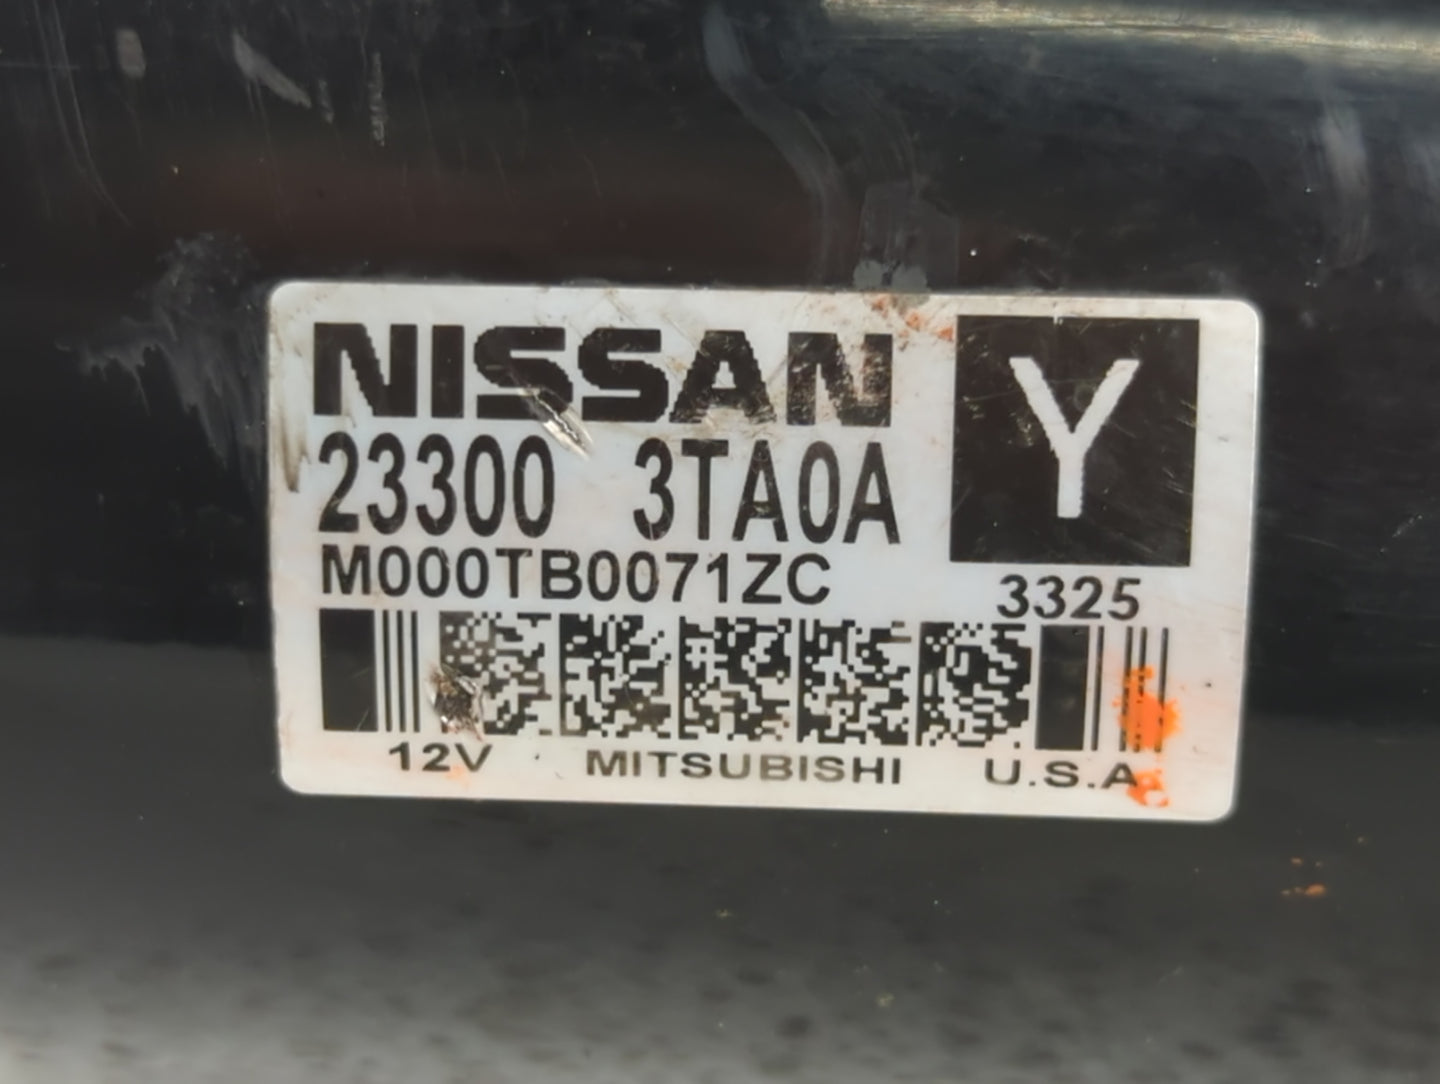 NISSAN
Y
23300 3TA0A
M000TB0071ZC
3325
12V MITSUBISHI U.S.A